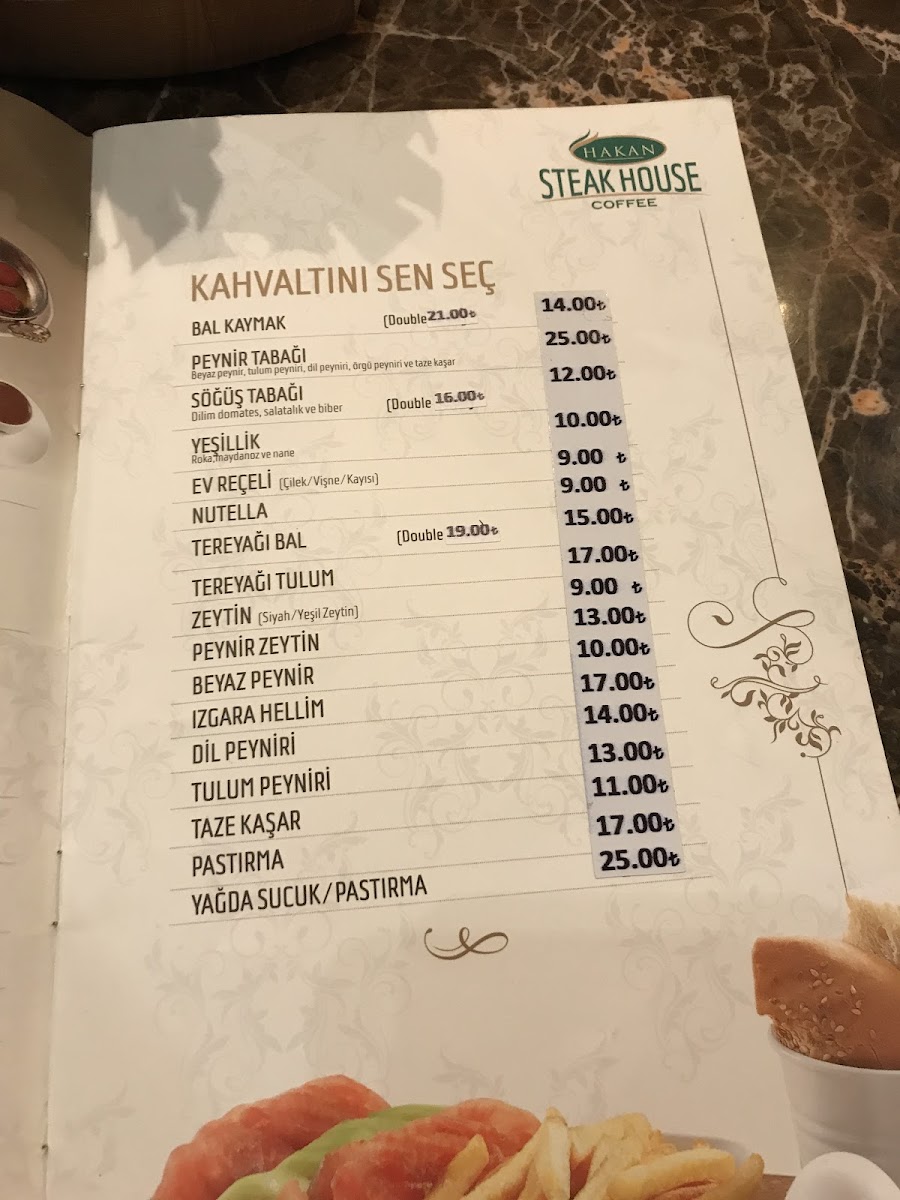 HAKAN
STEAK HOUSE
COFFEE
KAHVALTINI SEN SEÇ
BAL KAYMAK (Double 21.00₺ 14.00₺
PEYNİR TABAĞI 25.00₺
Beyaz peynir, tulum peyniri, dil peyniri, örgü peyniri ve taze kaşar
SÖĞÜŞ TABAĞI (Double 16.00₺ 12.00₺
Dilim domates, salatalık ve biber
YEŞİLLİK 10.00₺
Roka, maydanoz ve nane
EV REÇELİ (Çilek/Vişne/Kayısı) 9.00 ₺
NUTELLA 9.00 ₺
TEREYAĞI BAL (Double 19.00₺ 15.00₺
TEREYAĞI TULUM 17.00₺
ZEYTİN (Siyah/Yeşil Zeytin) 9.00 ₺
PEYNİR ZEYTİN 13.00₺
BEYAZ PEYNİR 10.00₺
IZGARA HELLİM 17.00₺
DİL PEYNİRİ 14.00₺
TULUM PEYNİRİ 13.00₺
TAZE KAŞAR 11.00₺
PASTIRMA 17.00₺
YAĞDA SUCUK/PASTIRMA 25.00₺